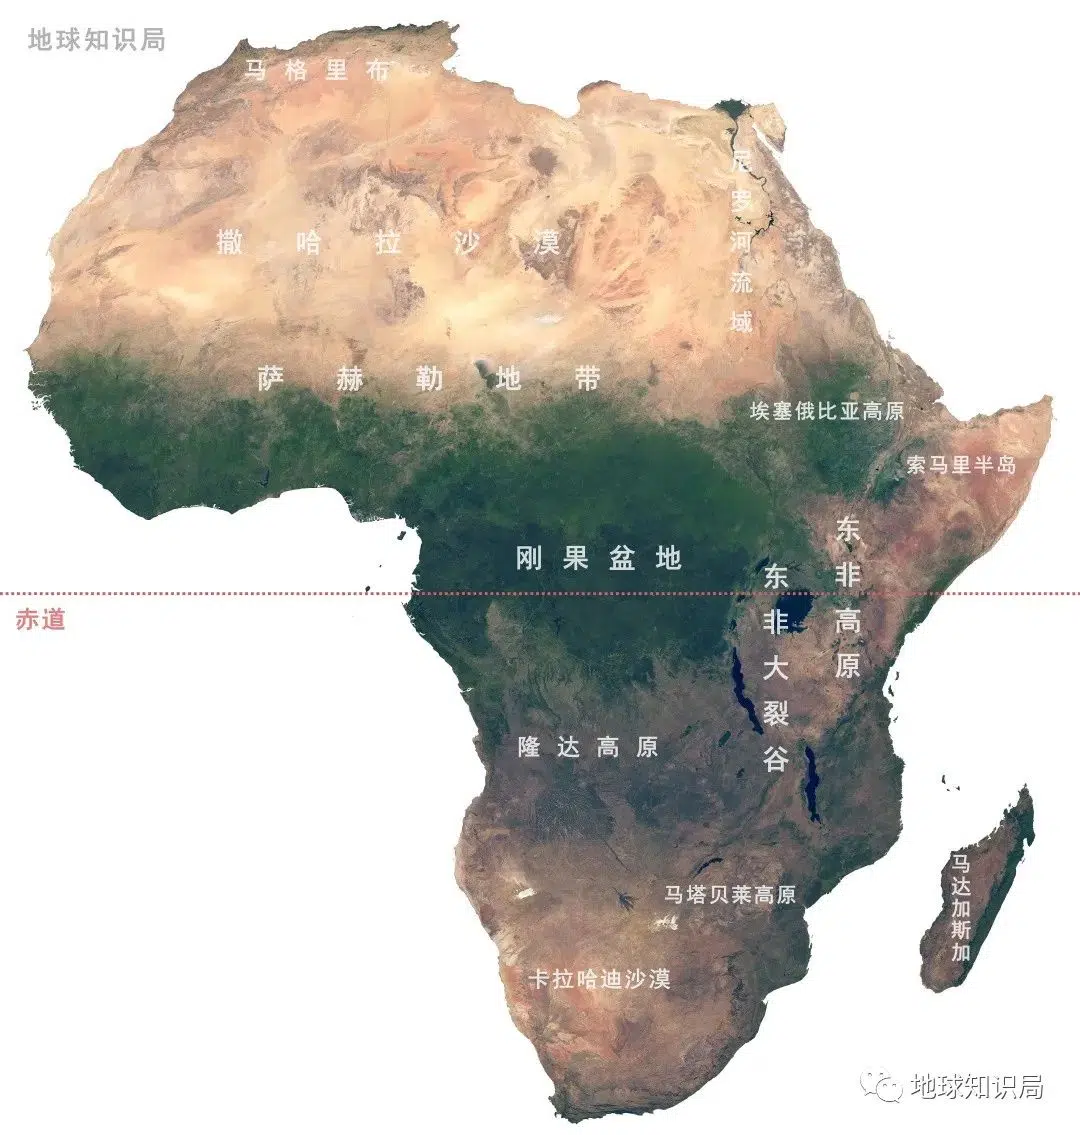 地球知识局
马格里布
尼罗河流域
撒哈拉沙漠
萨赫勒地带
埃塞俄比亚高原
索马里半岛
东非高原
刚果盆地
东非大裂谷
赤道
隆达高原
马达加斯加
马塔贝莱高原
卡拉哈迪沙漠
地球知识局